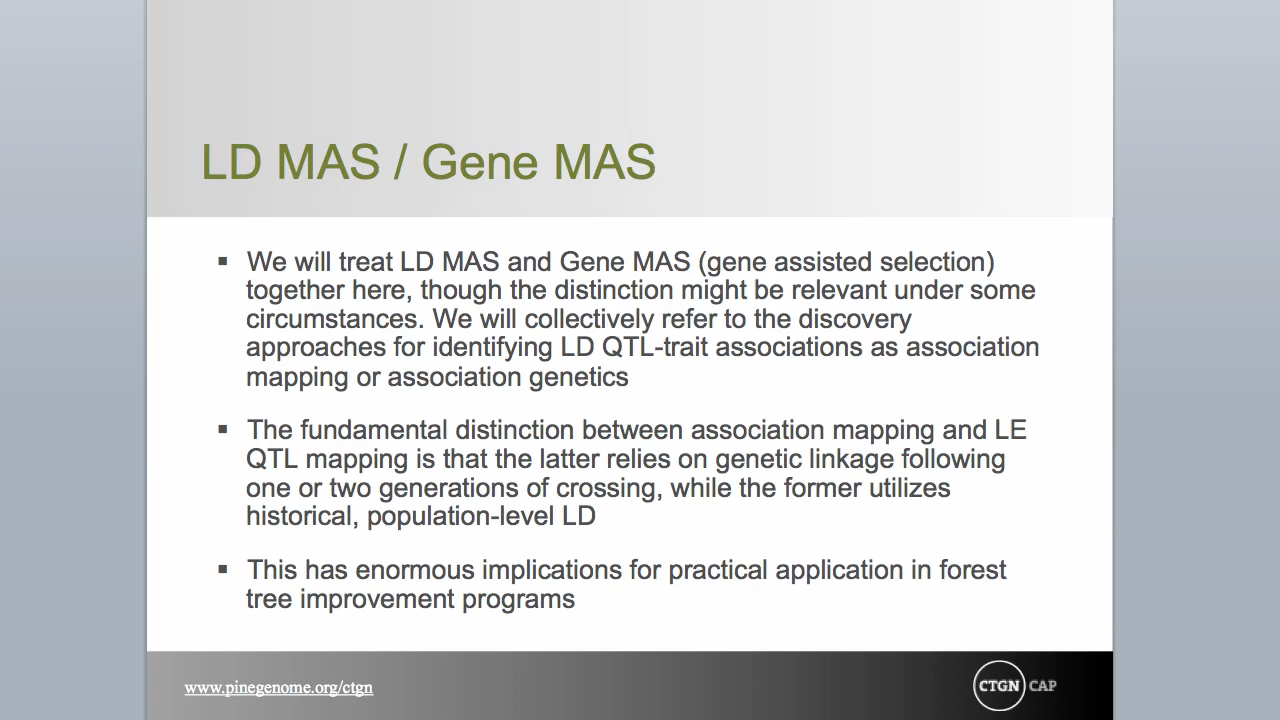 LD MAS / Gene MAS
▪ We will treat LD MAS and Gene MAS (gene assisted selection)
together here, though the distinction might be relevant under some
circumstances. We will collectively refer to the discovery
approaches for identifying LD QTL-trait associations as association
mapping or association genetics
▪ The fundamental distinction between association mapping and LE
QTL mapping is that the latter relies on genetic linkage following
one or two generations of crossing, while the former utilizes
historical, population-level LD
▪ This has enormous implications for practical application in forest
tree improvement programs
www.pinegenome.org/ctgn
CTGN CAP